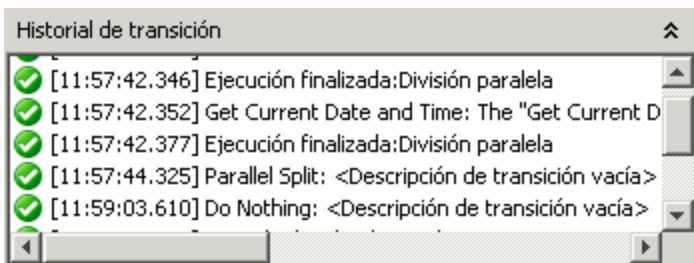 Historial de transición
[11:57:42.346] Ejecución finalizada:División paralela
[11:57:42.352] Get Current Date and Time: The "Get Current D
[11:57:42.377] Ejecución finalizada:División paralela
[11:57:44.325] Parallel Split: <Descripción de transición vacía>
[11:59:03.610] Do Nothing: <Descripción de transición vacía>